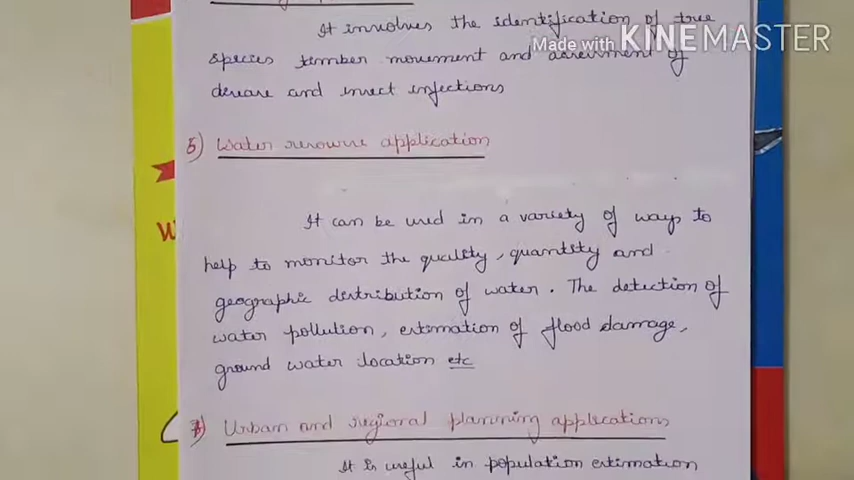 It involves the identification of true
species timber movement and assessment of
disease and insect infections
5) Water resource application
It can be used in a variety of ways to
help to monitor the quality, quantity and
geographic distribution of water. The detection of
water pollution, estimation of flood damage,
ground water location etc
Urban and regional planning applications
It is useful in population estimation
Made with KINEMASTER
W